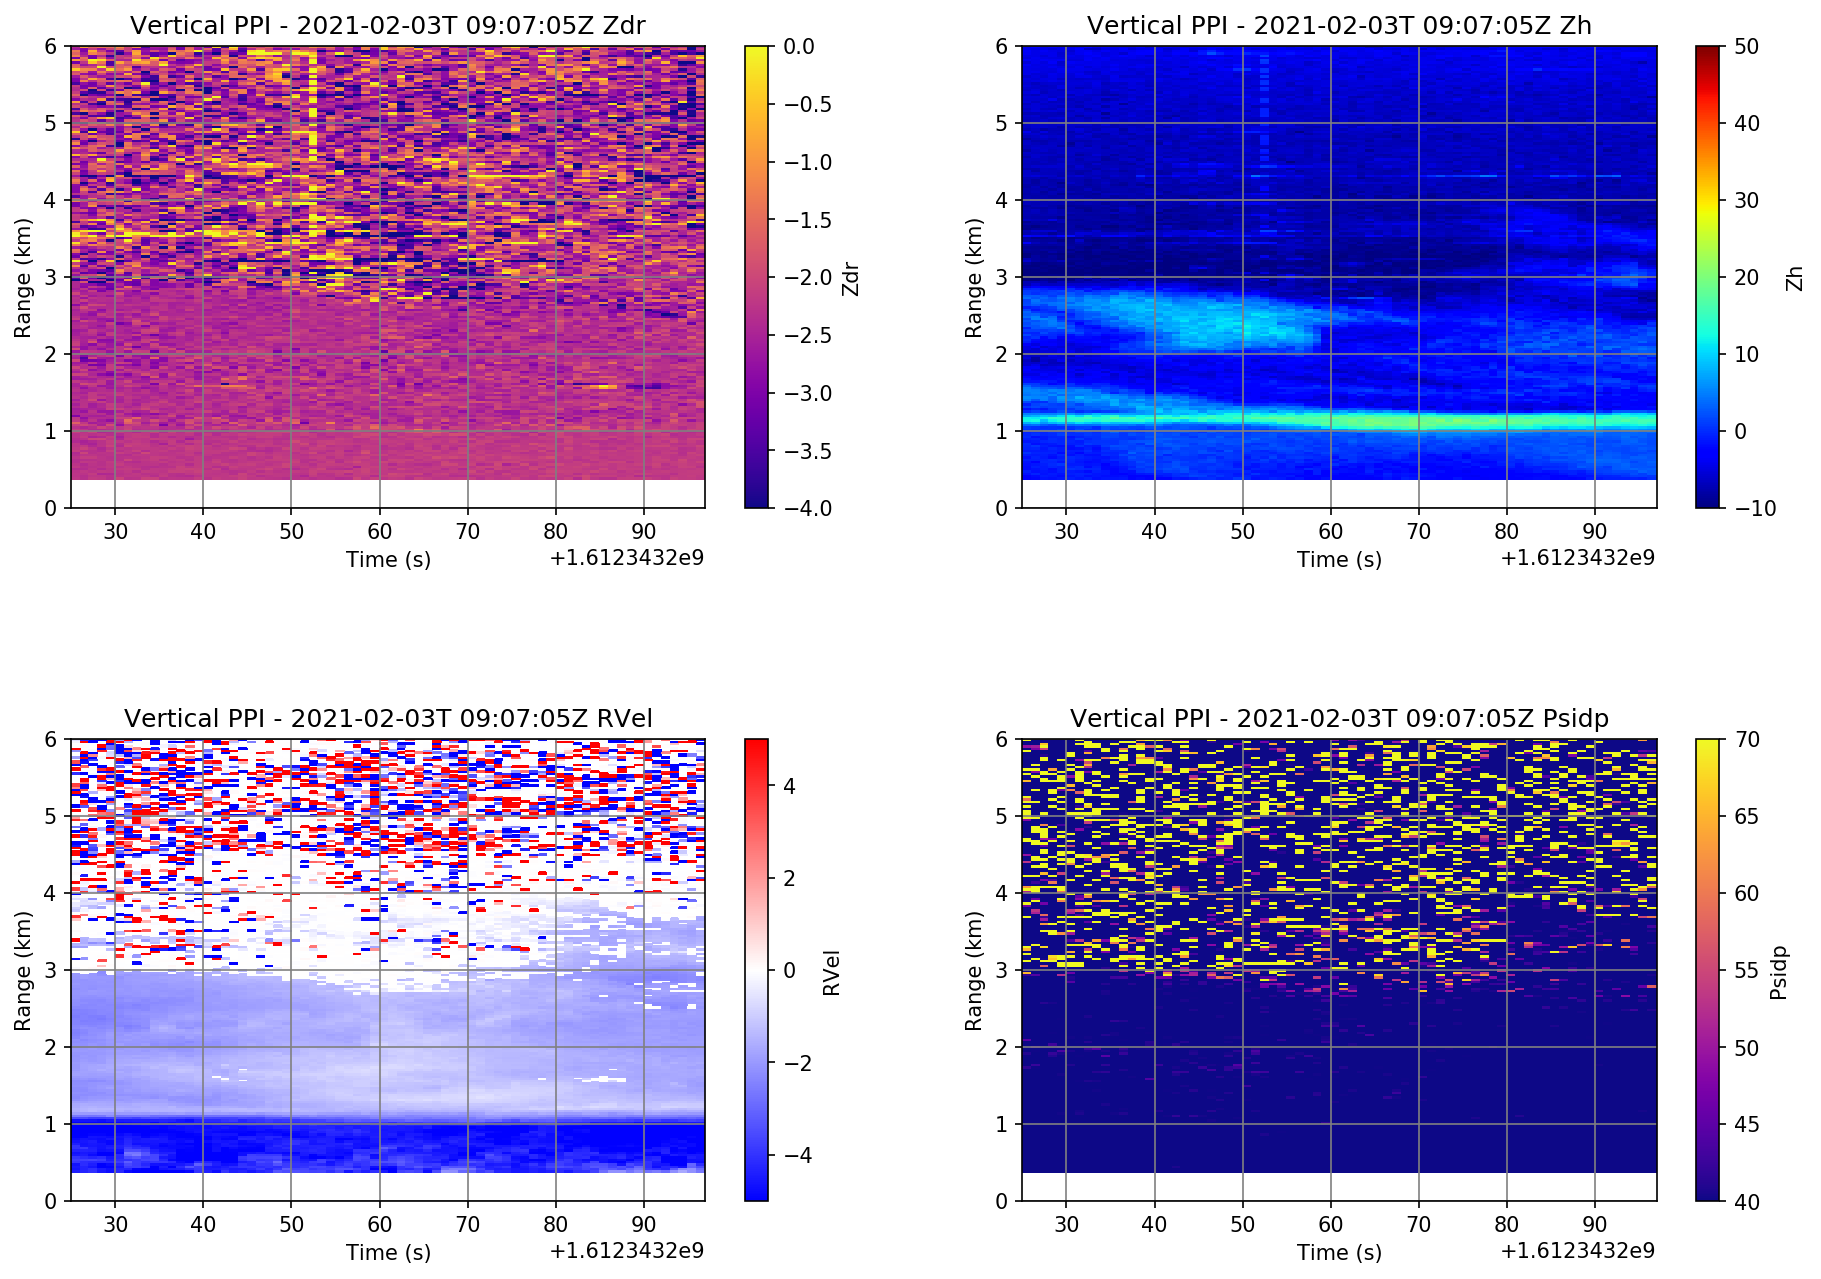 Vertical PPI - 2021-02-03T 09:07:05Z Zdr
6
5
4
3
2
1
0
Range (km)
30 40 50 60 70 80 90
Time (s)
+1.6123432e9
0.0
−0.5
−1.0
−1.5
−2.0
−2.5
−3.0
−3.5
−4.0
Zdr
Vertical PPI - 2021-02-03T 09:07:05Z Zh
6
5
4
3
2
1
0
Range (km)
30 40 50 60 70 80 90
Time (s)
+1.6123432e9
50
40
30
20
10
0
−10
Zh
Vertical PPI - 2021-02-03T 09:07:05Z RVel
6
5
4
3
2
1
0
Range (km)
30 40 50 60 70 80 90
Time (s)
+1.6123432e9
4
2
0
−2
−4
RVel
Vertical PPI - 2021-02-03T 09:07:05Z Psidp
6
5
4
3
2
1
0
Range (km)
30 40 50 60 70 80 90
Time (s)
+1.6123432e9
70
65
60
55
50
45
40
Psidp